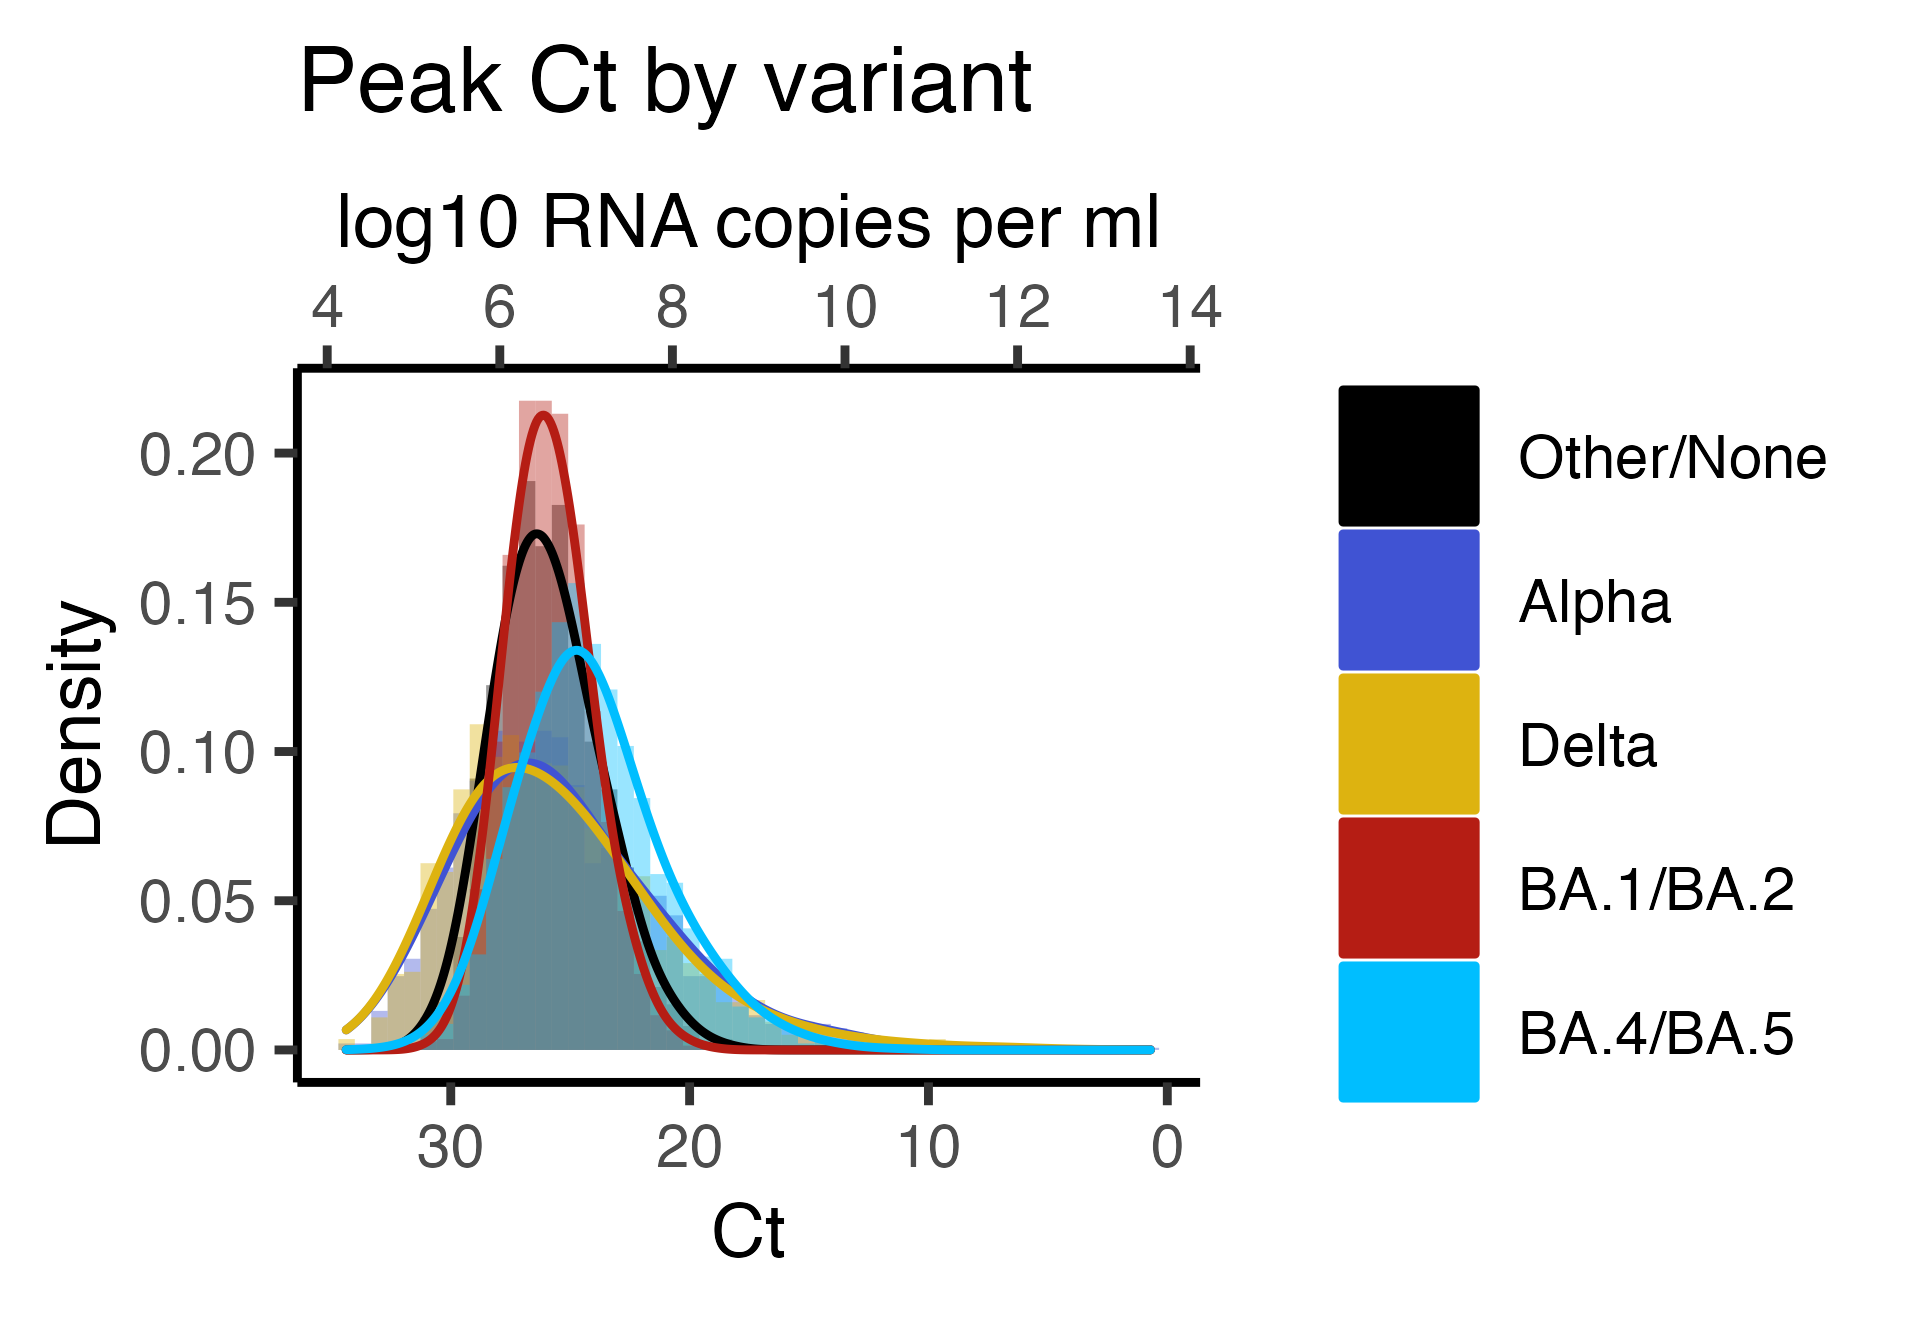 Peak Ct by variant
log10 RNA copies per ml
4 6 8 10 12 14
0.20
0.15
0.10
0.05
0.00
Density
30 20 10 0
Ct
Other/None
Alpha
Delta
BA.1/BA.2
BA.4/BA.5